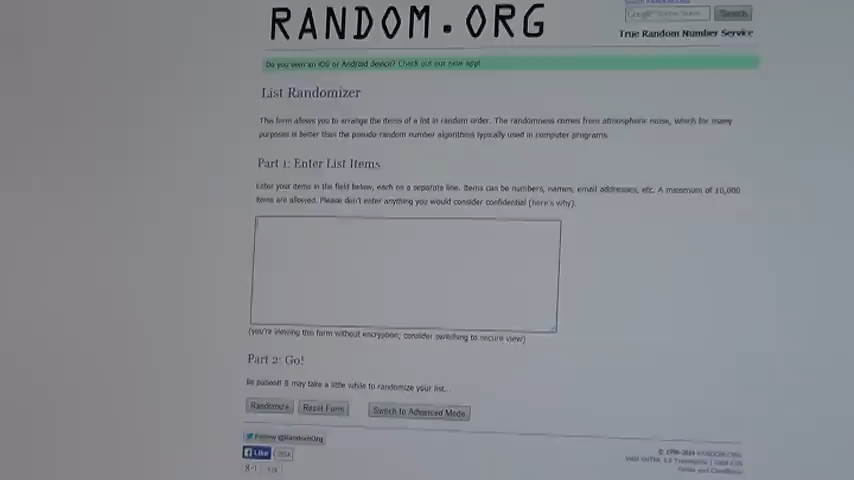 RANDOM.ORG
Search
True Random Number Service
Do you own an iOS or Android device? Check out our new app!
List Randomizer
This form allows you to arrange the items of a list in random order. The randomness comes from atmospheric noise, which for many
purposes is better than the pseudo-random number algorithms typically used in computer programs.
Part 1: Enter List Items
Enter your items in the field below, each on a separate line. Items can be numbers, names, email addresses, etc. A maximum of 10,000
items are allowed. Please don't enter anything you would consider confidential (here's why).
(you're viewing this form without encryption; consider switching to secure view)
Part 2: Go!
Be patient! It may take a little while to randomize your list...
Randomize Reset Form Switch to Advanced Mode
Follow @RandomOrg
Like
© 1998-2014 RANDOM.ORG
Terms and Conditions